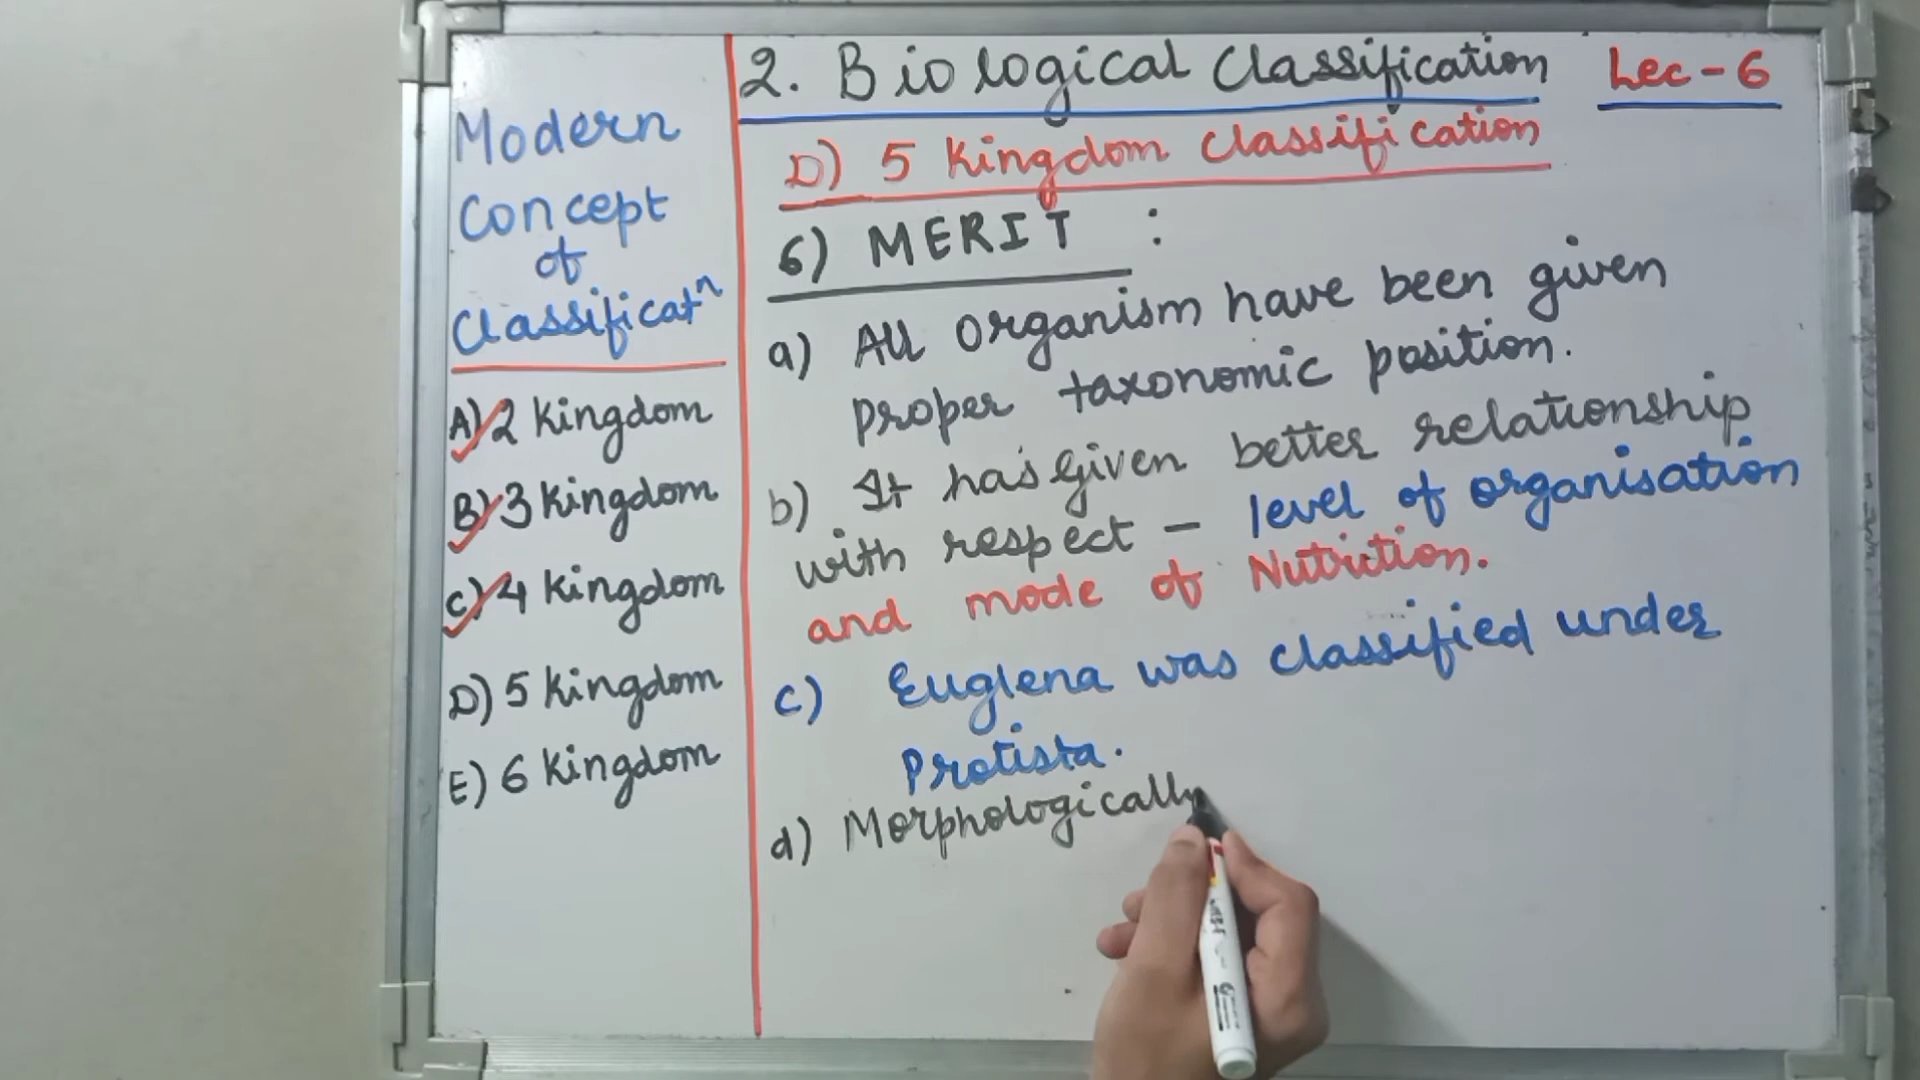 2. Biological Classification Lec-6
D) 5 Kingdom Classification
Modern
Concept
of
Classificatⁿ
A) 2 Kingdom
B) 3 Kingdom
C) 4 Kingdom
D) 5 Kingdom
E) 6 Kingdom
6) MERIT :
a) All organism have been given
proper taxonomic position.
b) It has given better relationship
with respect - level of organisation
and mode of Nutrition.
c) Euglena was classified under
Protista.
d) Morphologically